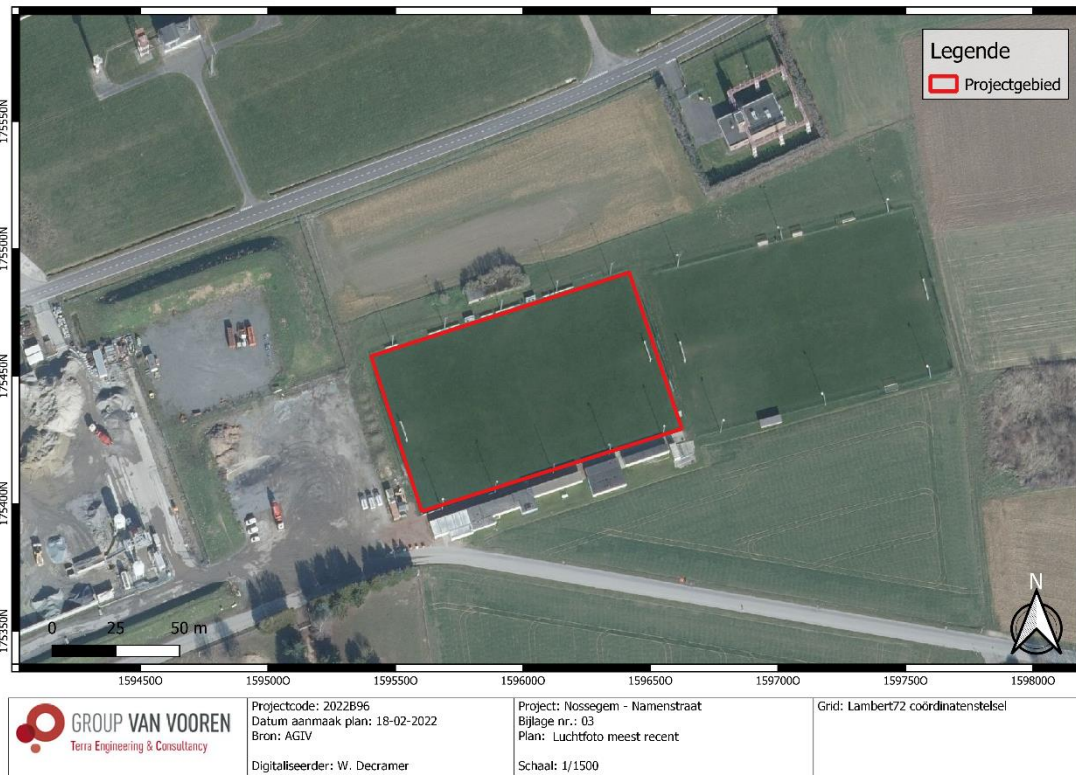 Legende
Projectgebied
175550N
175500N
175450N
175400N
175350N
0 25 50 m
N
159450O
159500O
159550O
159600O
159650O
159700O
159750O
159800O
GROUP VAN VOOREN
Terra Engineering & Consultancy
Projectcode: 2022B96
Datum aanmaak plan: 18-02-2022
Bron: AGIV
Digitaliseerder: W. Decramer
Project: Nossegem - Namenstraat
Bijlage nr.: 03
Plan: Luchtfoto meest recent
Schaal: 1/1500
Grid: Lambert72 coördinatenstelsel